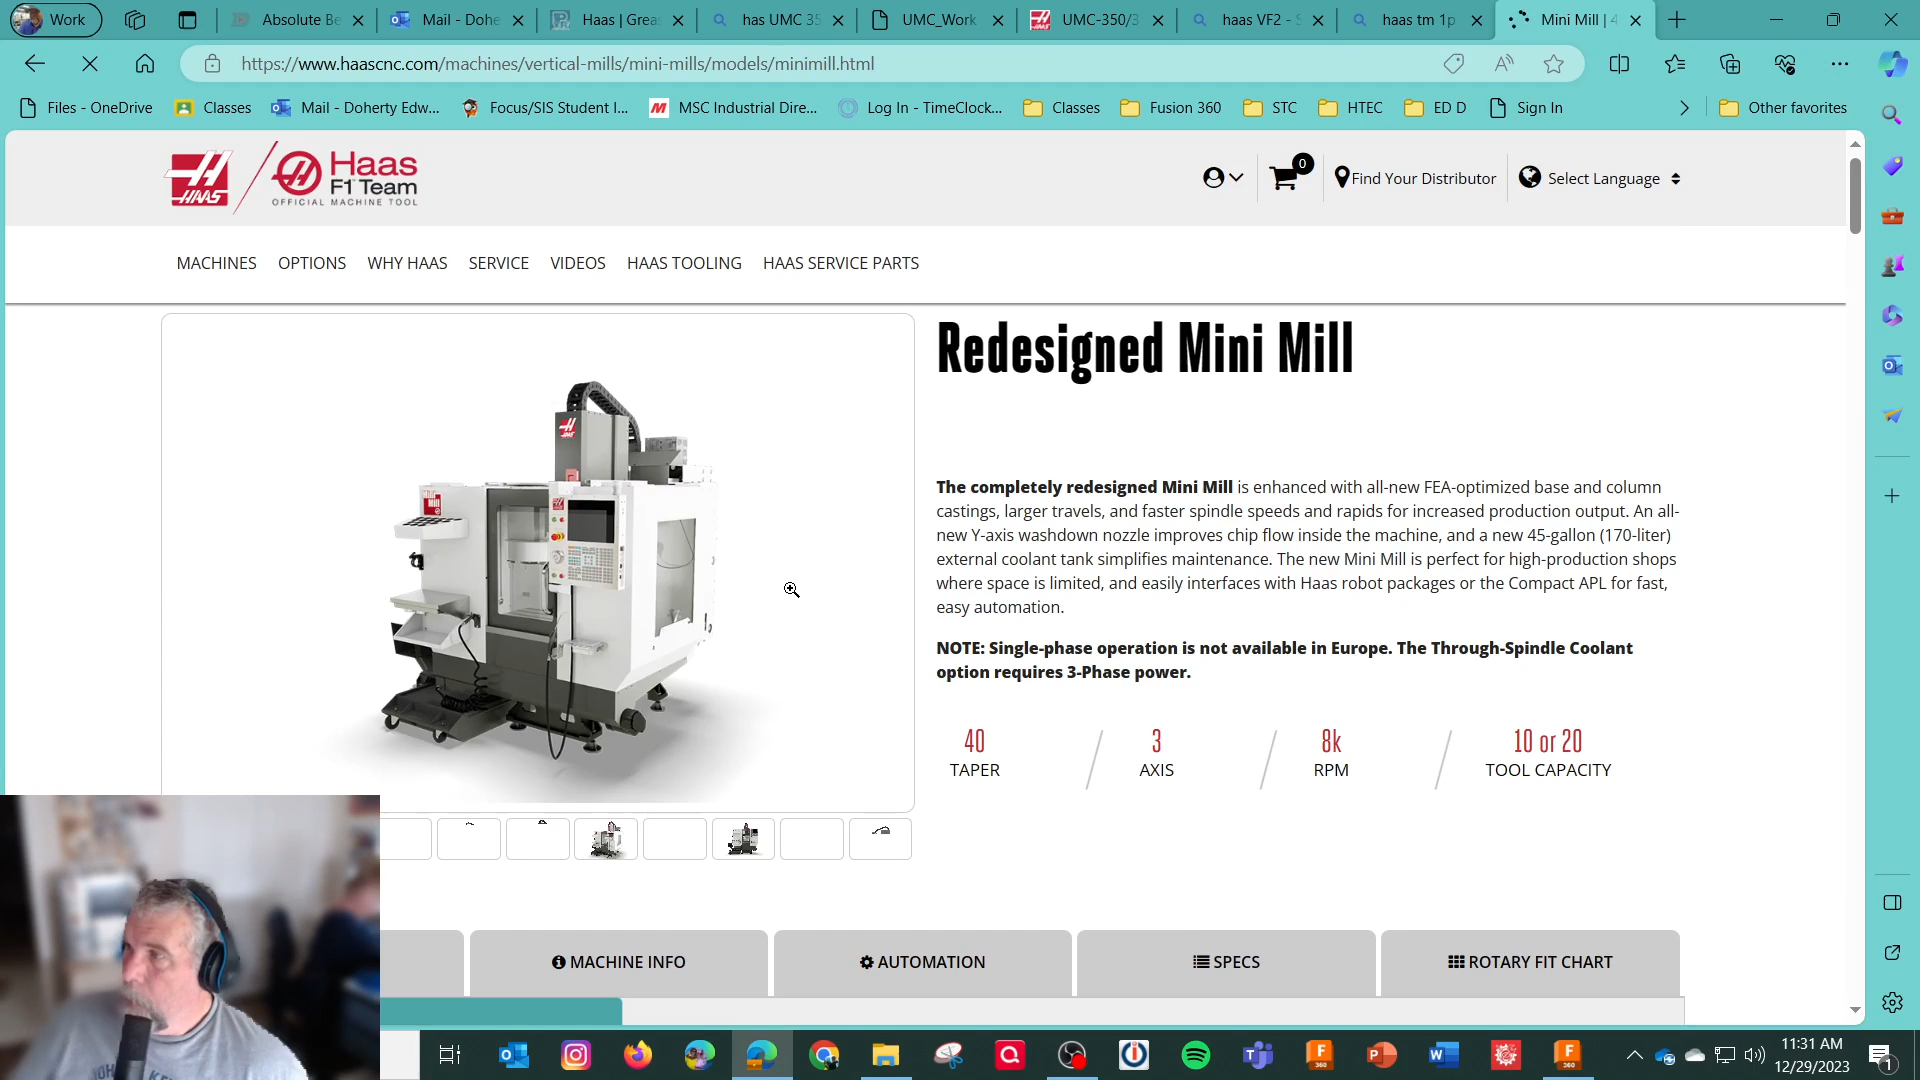 Work
Absolute Be
Mail - Dohe
Haas | Grea
has UMC 35
UMC_Work
UMC-350/3
haas VF2 - S
haas tm 1p
Mini Mill | 4
https://www.haascnc.com/machines/vertical-mills/mini-mills/models/minimill.html
Files - OneDrive
Classes
Mail - Doherty Edw...
Focus/SIS Student I...
MSC Industrial Dire...
Log In - TimeClock...
Classes
Fusion 360
STC
HTEC
ED D
Sign In
Other favorites
HAAS
Haas
F1 Team
OFFICIAL MACHINE TOOL
0
Find Your Distributor
Select Language
MACHINES
OPTIONS
WHY HAAS
SERVICE
VIDEOS
HAAS TOOLING
HAAS SERVICE PARTS
Redesigned Mini Mill
The completely redesigned Mini Mill is enhanced with all-new FEA-optimized base and column
castings, larger travels, and faster spindle speeds and rapids for increased production output. An all-
new Y-axis washdown nozzle improves chip flow inside the machine, and a new 45-gallon (170-liter)
external coolant tank simplifies maintenance. The new Mini Mill is perfect for high-production shops
where space is limited, and easily interfaces with Haas robot packages or the Compact APL for fast,
easy automation.
NOTE: Single-phase operation is not available in Europe. The Through-Spindle Coolant
option requires 3-Phase power.
40
TAPER
3
AXIS
8k
RPM
10 or 20
TOOL CAPACITY
MACHINE INFO
AUTOMATION
SPECS
ROTARY FIT CHART
11:31 AM
12/29/2023
1